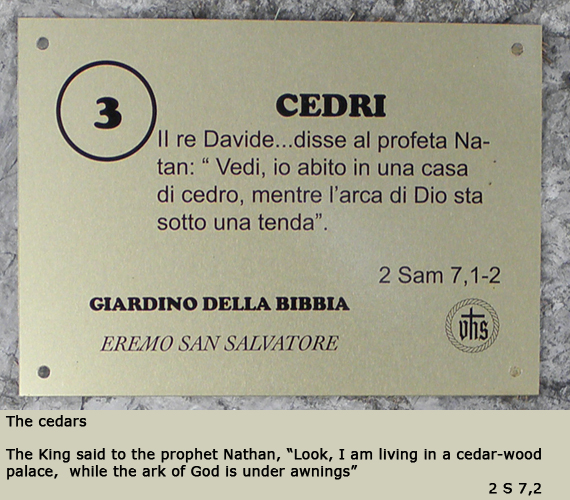 3
CEDRI
Il re Davide...disse al profeta Na-
tan: “ Vedi, io abito in una casa
di cedro, mentre l’arca di Dio sta
sotto una tenda”.
2 Sam 7,1-2
GIARDINO DELLA BIBBIA
EREMO SAN SALVATORE
yhs
The cedars
The King said to the prophet Nathan, “Look, I am living in a cedar-wood
palace,  while the ark of God is under awnings”
2 S 7,2